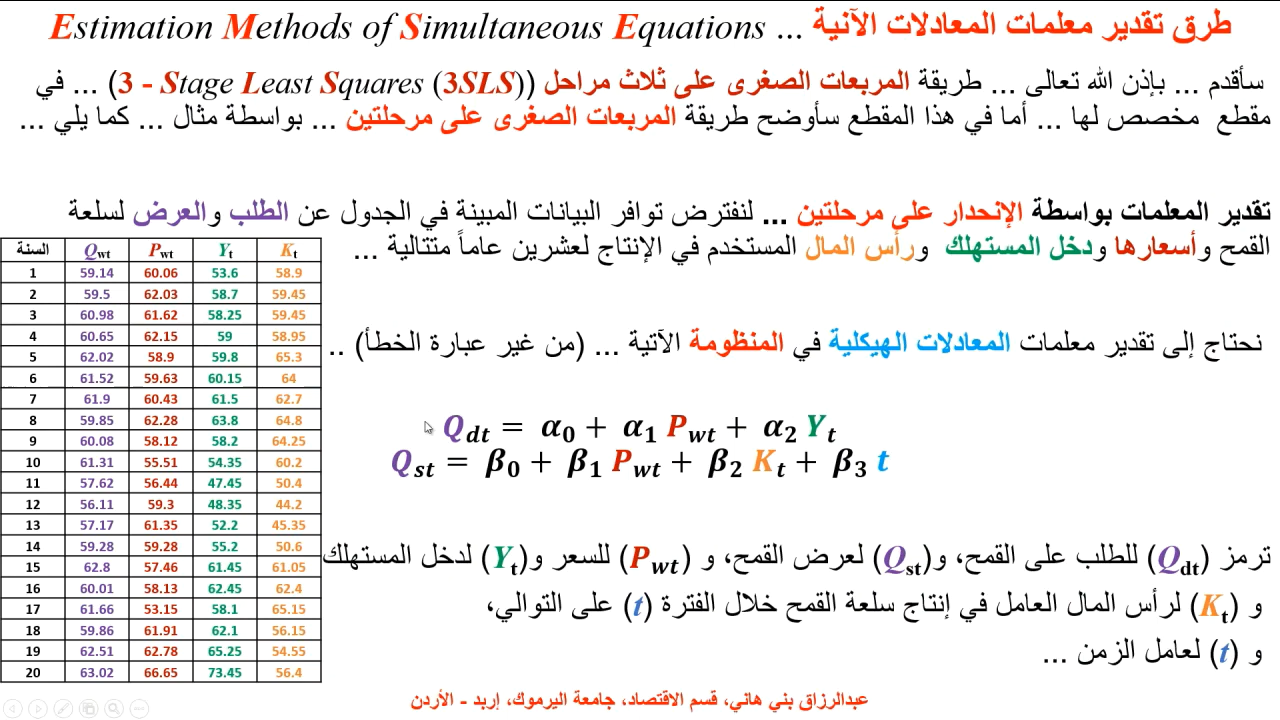 طرق تقدير معلمات المعادلات الآنية ... Estimation Methods of Simultaneous Equations
سأقدم ... بإذن الله تعالى ... طريقة المربعات الصغرى على ثلاث مراحل (3 - Stage Least Squares (3SLS)) ... في
مقطع مخصص لها ... أما في هذا المقطع سأوضح طريقة المربعات الصغرى على مرحلتين ... بواسطة مثال ... كما يلي ...
تقدير المعلمات بواسطة الإنحدار على مرحلتين ... لنفترض توافر البيانات المبينة في الجدول عن الطلب والعرض لسلعة
القمح وأسعارها ودخل المستهلك ورأس المال المستخدم في الإنتاج لعشرين عاماً متتالية ...
السنة Qwt Pwt Yt Kt
1 59.14 60.06 53.6 58.9
2 59.5 62.03 58.7 59.45
3 60.98 61.62 58.25 59.45
4 60.65 62.15 59 58.95
5 62.02 58.9 59.8 65.3
6 61.52 59.63 60.15 64
7 61.9 60.43 61.5 62.7
8 59.85 62.28 63.8 64.8
9 60.08 58.12 58.2 64.25
10 61.31 55.51 54.35 60.2
11 57.62 56.44 47.45 50.4
12 56.11 59.3 48.35 44.2
13 57.17 61.35 52.2 45.35
14 59.28 59.28 55.2 50.6
15 62.8 57.46 61.45 61.05
16 60.01 58.13 62.45 62.4
17 61.66 53.15 58.1 65.15
18 59.86 61.91 62.1 56.15
19 62.51 62.78 65.25 54.55
20 63.02 66.65 73.45 56.4
نحتاج إلى تقدير معلمات المعادلات الهيكلية في المنظومة الآتية ... (من غير عبارة الخطأ) ..
Qdt = α0 + α1 Pwt + α2 Yt
Qst = β0 + β1 Pwt + β2 Kt + β3 t
ترمز (Qdt) للطلب على القمح، و(Qst) لعرض القمح، و (Pwt) للسعر و(Yt) لدخل المستهلك
و (Kt) لرأس المال العامل في إنتاج سلعة القمح خلال الفترة (t) على التوالي،
و (t) لعامل الزمن ...
عبدالرزاق بني هاني، قسم الاقتصاد، جامعة اليرموك، إربد - الأردن